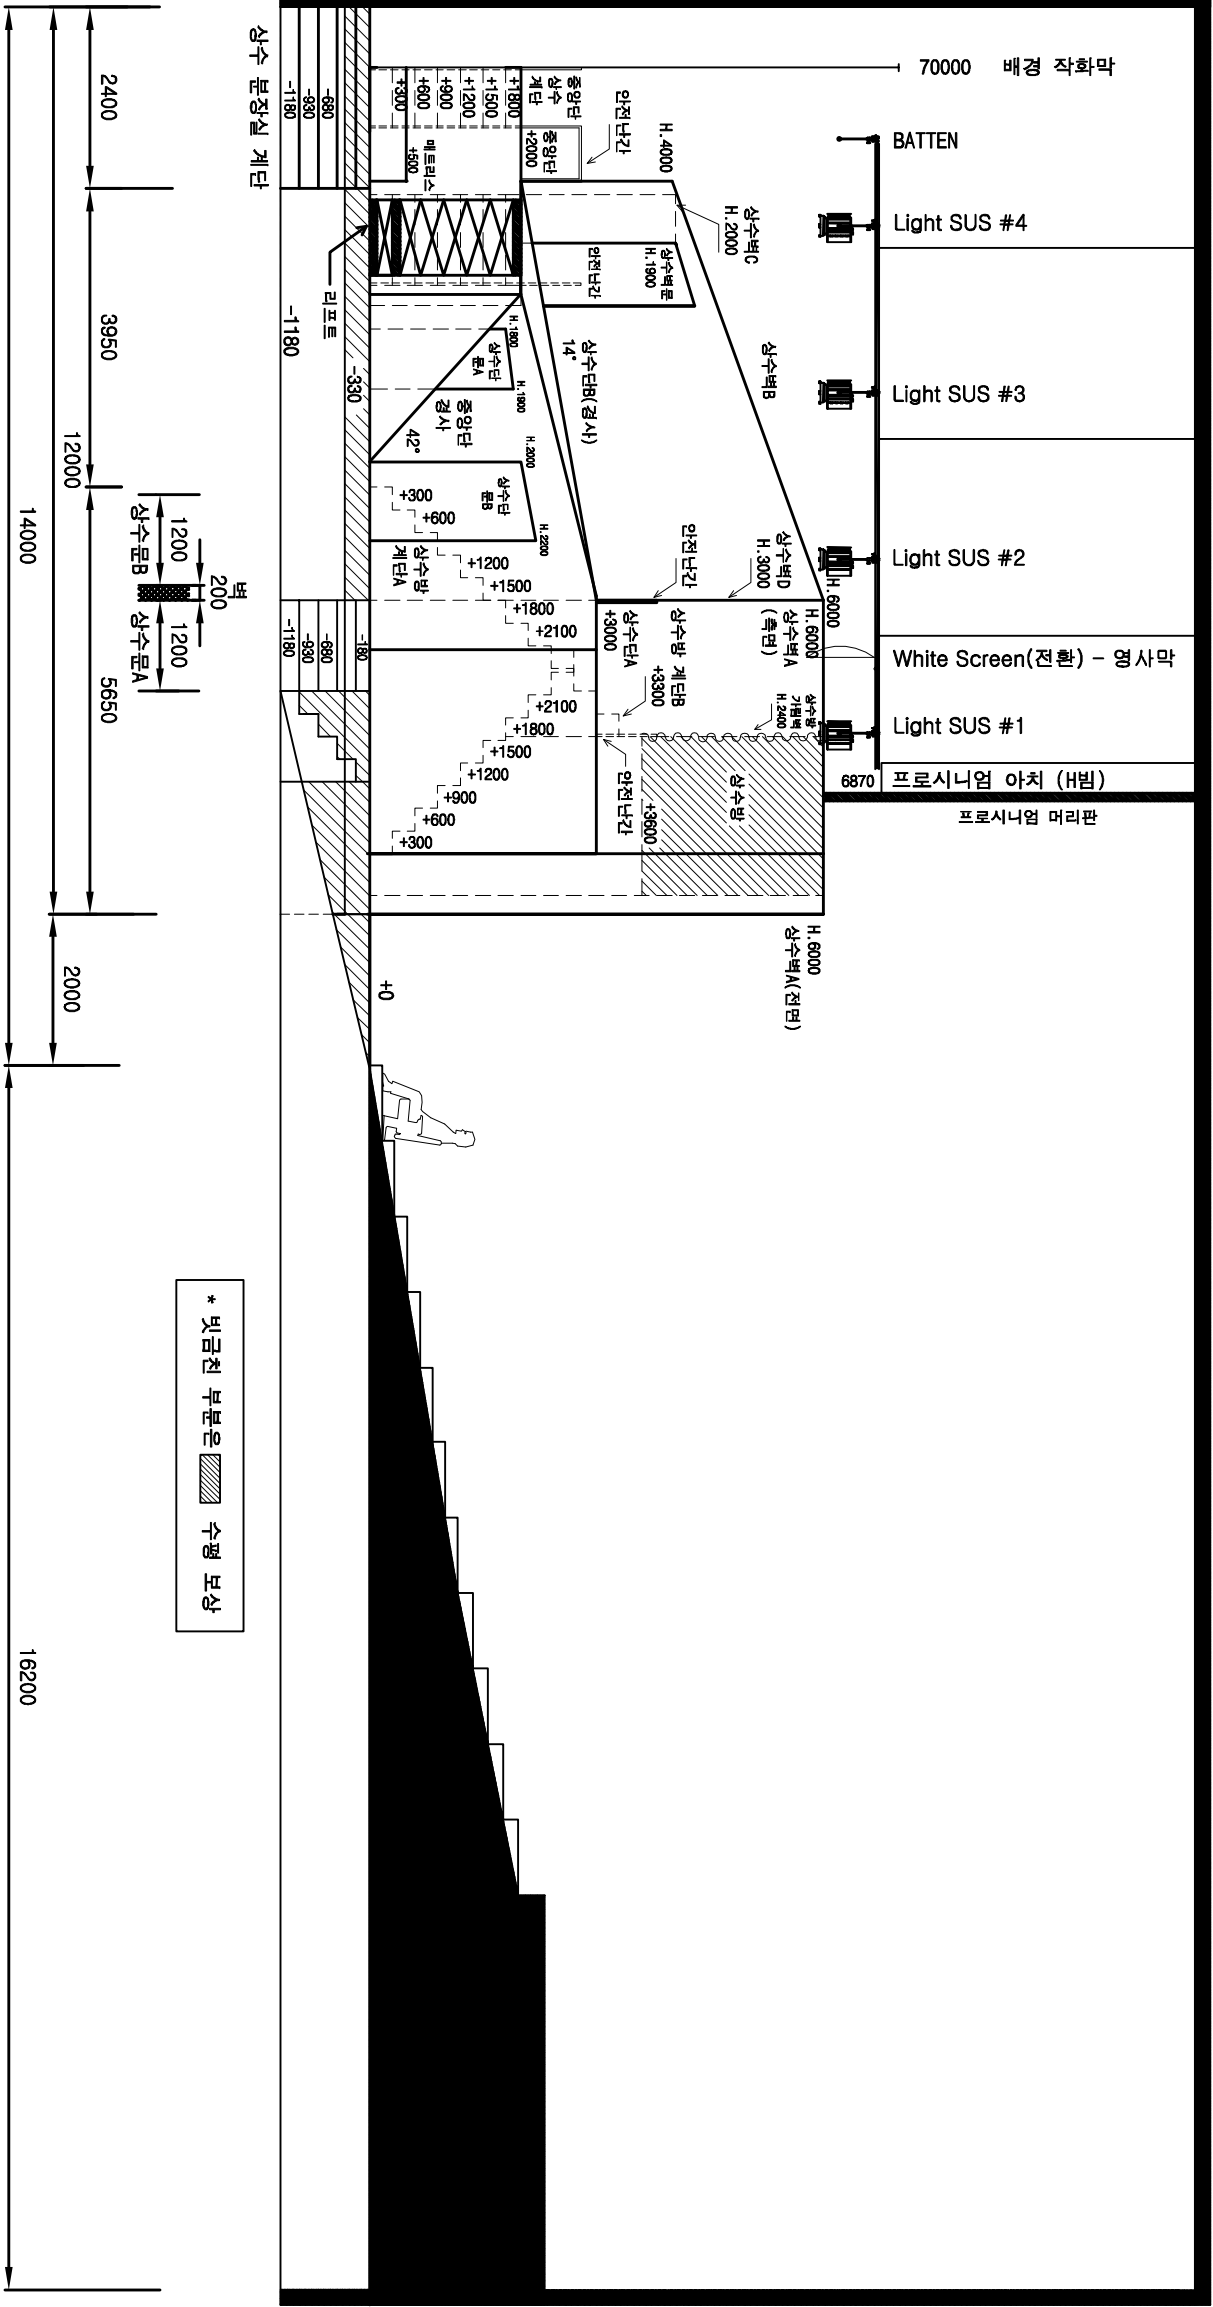 70000 배경 작화막
BATTEN
Light SUS #4
Light SUS #3
Light SUS #2
White Screen(전환) - 영사막
Light SUS #1
6870 프로시니엄 아치 (H빔)
프로시니엄 머리판
상수 분장실 계단
-1180
-930
-680
+300
+600
+900
+1200
+1500
+1800
중앙단
상수
계단
매트리스
+500
중앙단
+2000
안전난간
H.4000
상수벽C
H.2000
상수벽문
H.1900
안전난간
상수벽B
상수단B(경사)
14°
리프트
-1180
-330
H.1800
상수단
문A
H.1900
중앙단
경사
42°
H.2000
상수단
문B
H.2200
+300
+600
+1200
+1500
+1800
+2100
상수방
계단A
안전난간
상수벽D
H.3000
H.6000
H.6000
상수벽A
(측면)
상수단A
+3000
상수방 계단B
+3300
상수방
가림벽
H.2400
-180
-680
-930
-1180
+2100
+1800
+1500
+1200
+900
+600
+300
안전난간
+3600
상수방
H.6000
상수벽A(전면)
+0
2400
3950
5650
12000
2000
14000
16200
상수문B
1200
벽
200
1200
상수문A
* 빗금친 부분은 수평 보상